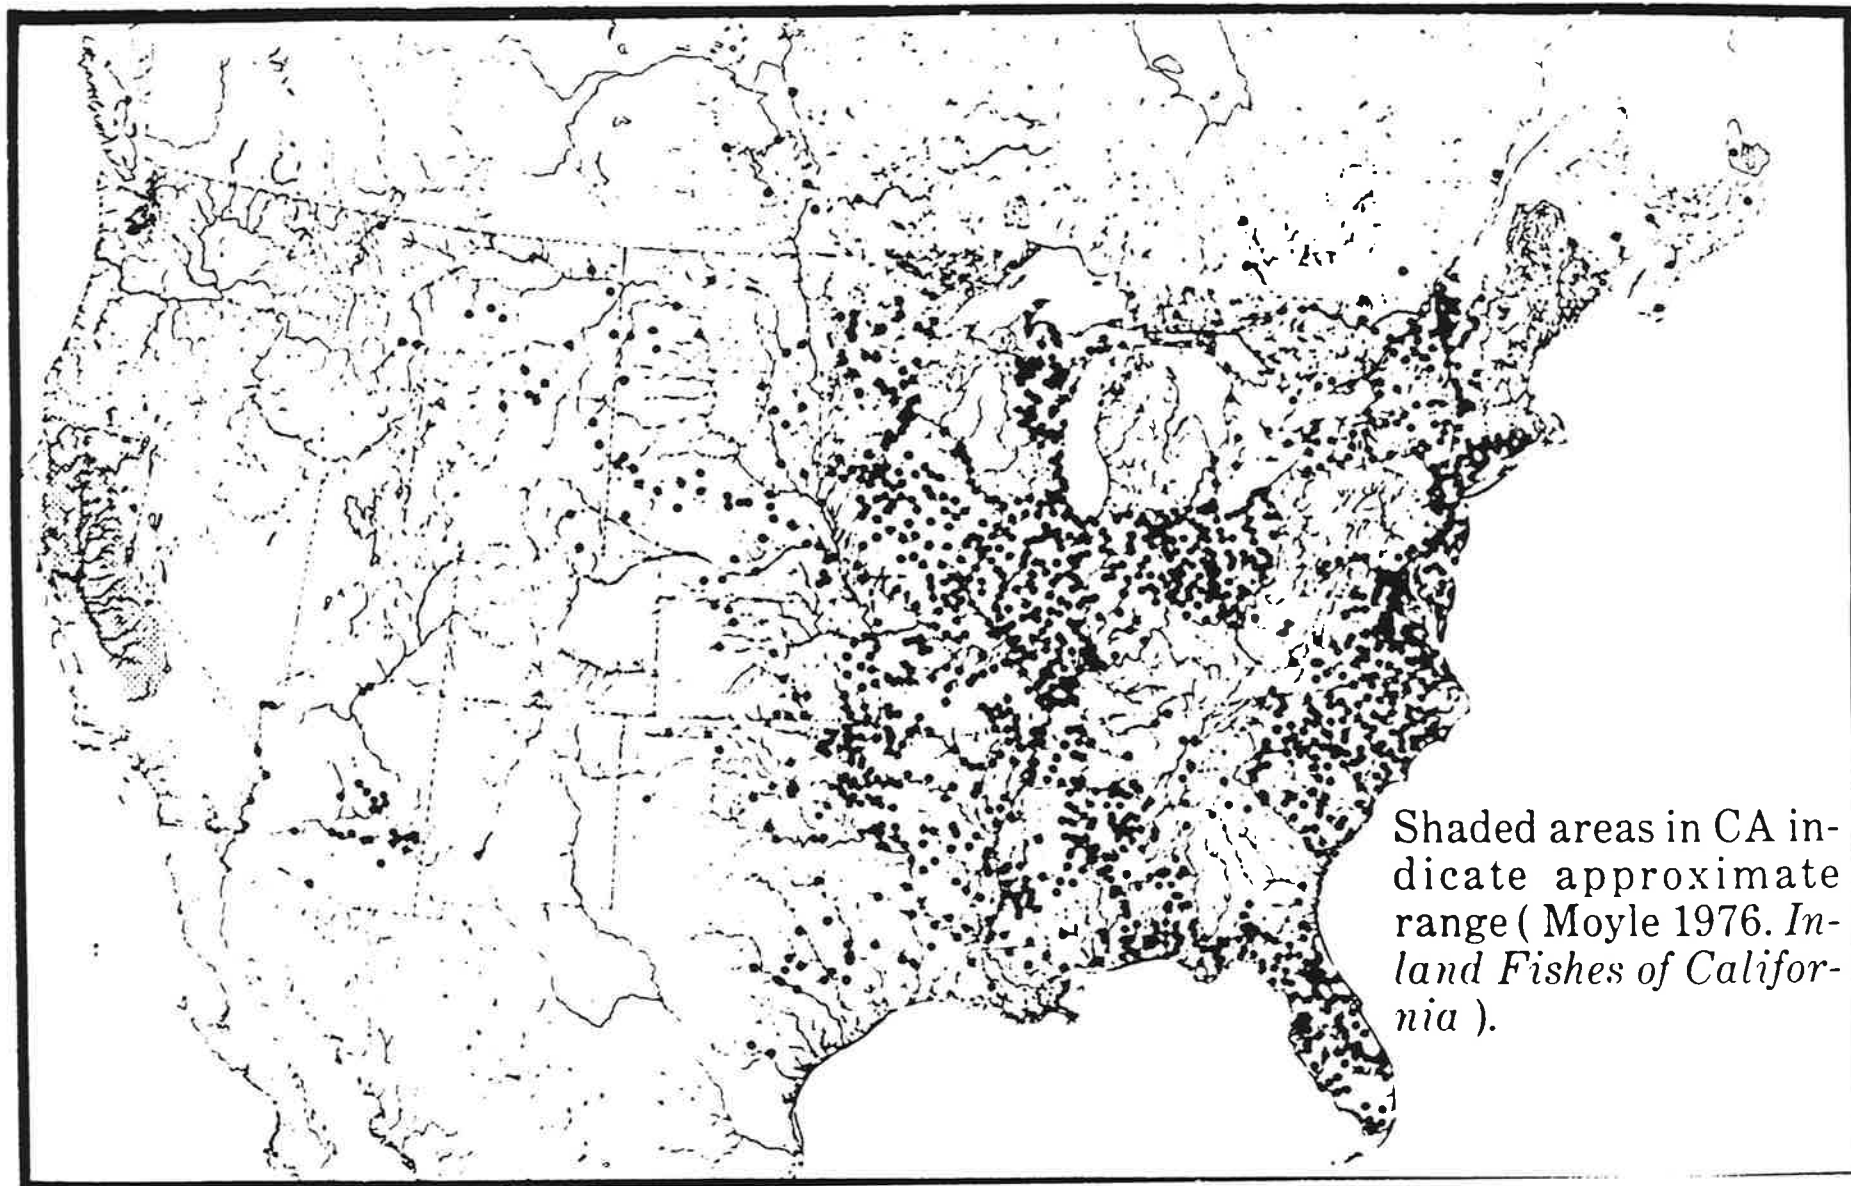 Shaded areas in CA in-
dicate approximate
range ( Moyle 1976. In-
land Fishes of Califor-
nia ).